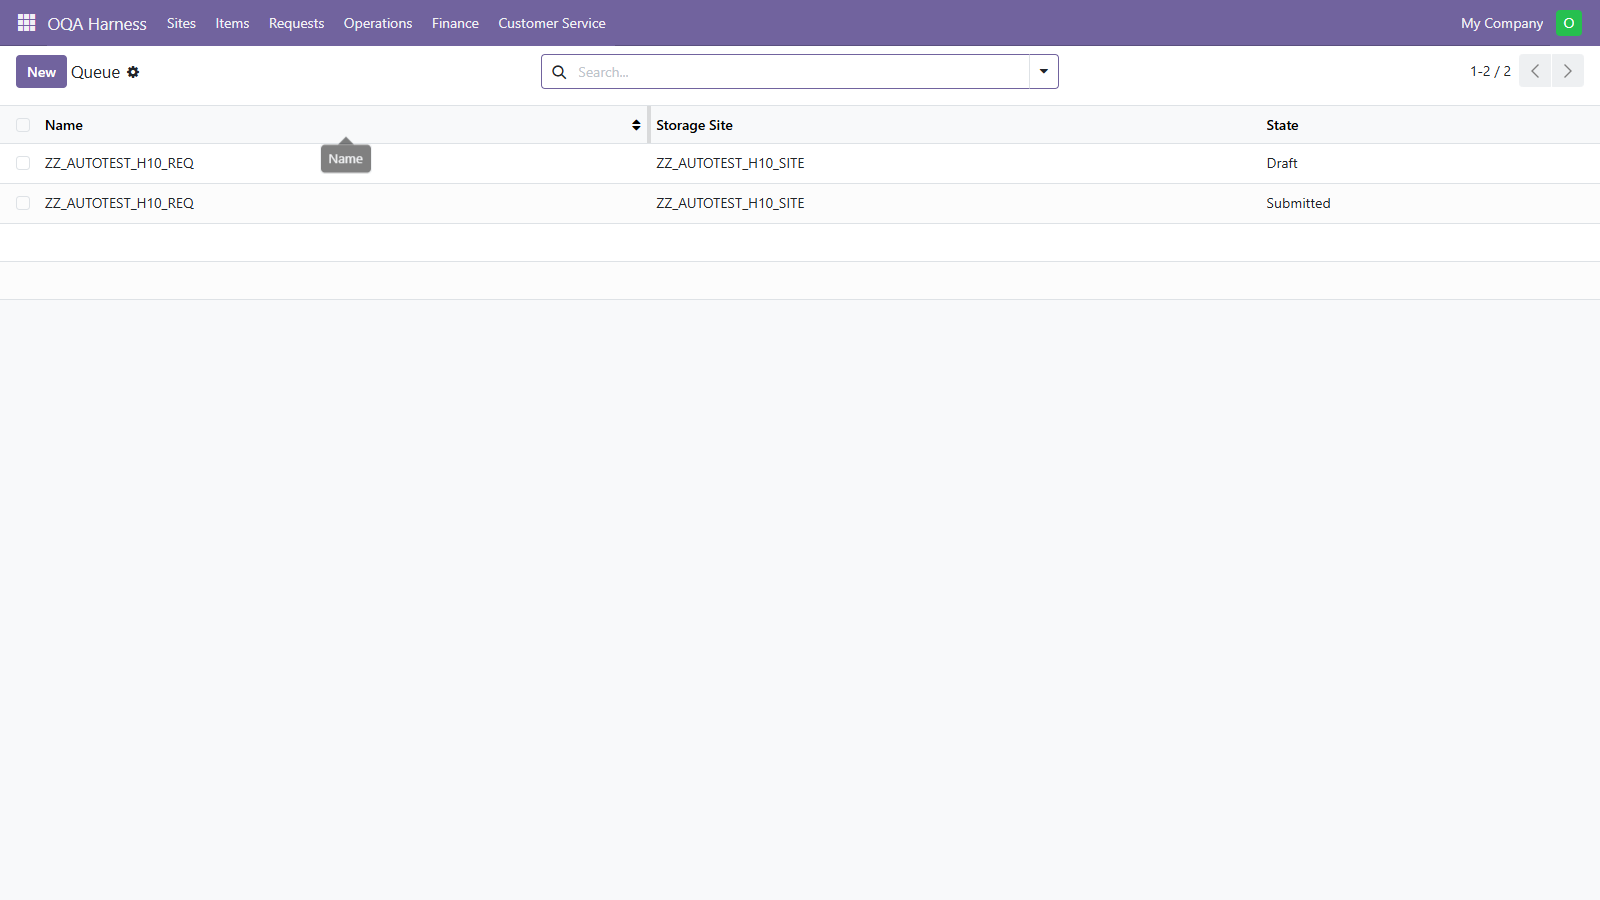 OQA Harness Sites Items Requests Operations Finance Customer Service My Company O
New Queue Search... 1-2 / 2
Name Storage Site State
ZZ_AUTOTEST_H10_REQ ZZ_AUTOTEST_H10_SITE Draft
Name
ZZ_AUTOTEST_H10_REQ ZZ_AUTOTEST_H10_SITE Submitted